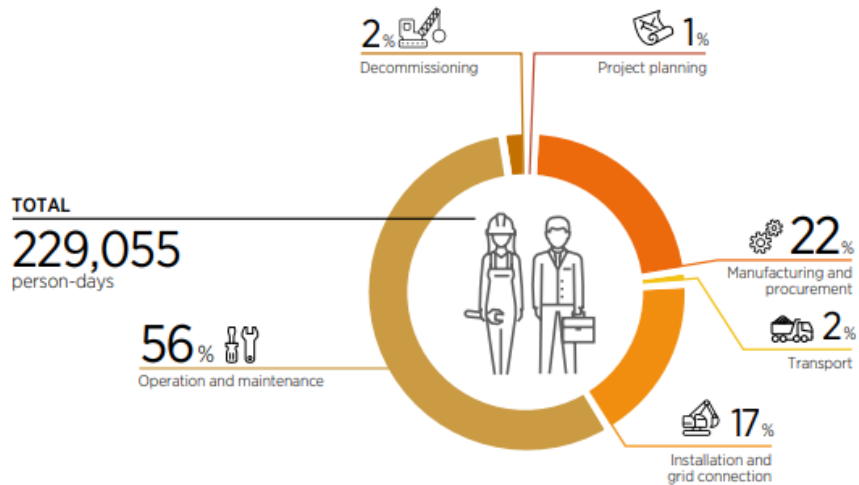 2%
Decommissioning
1%
Project planning
TOTAL
229,055
person-days
22%
Manufacturing and
procurement
2%
Transport
56%
Operation and maintenance
17%
Installation and
grid connection